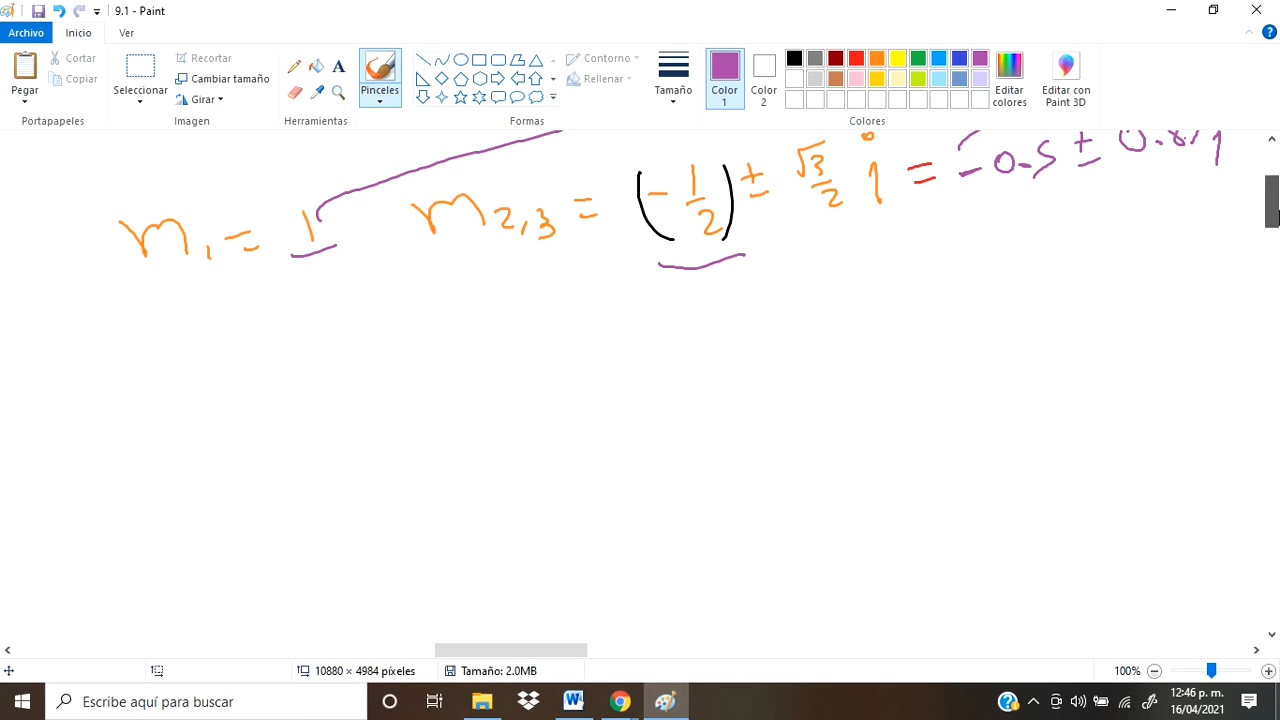 9.1 - Paint
Archivo Inicio Ver
Pegar
Cortar
Copiar
Portapapeles
Seleccionar
Recortar
Cambiar tamaño
Girar
Imagen
A
Herramientas
Pinceles
Contorno
Rellenar
Formas
Tamaño
Color 1
Color 2
Editar colores
Editar con Paint 3D
Colores
m₁ = 1 m₂,₃ = (-1/2) ± √3/2 i = -0.5 ±
10880 × 4984 píxeles
Tamaño: 2.0MB
100%
Escribe aquí para buscar
12:46 p. m.
16/04/2021